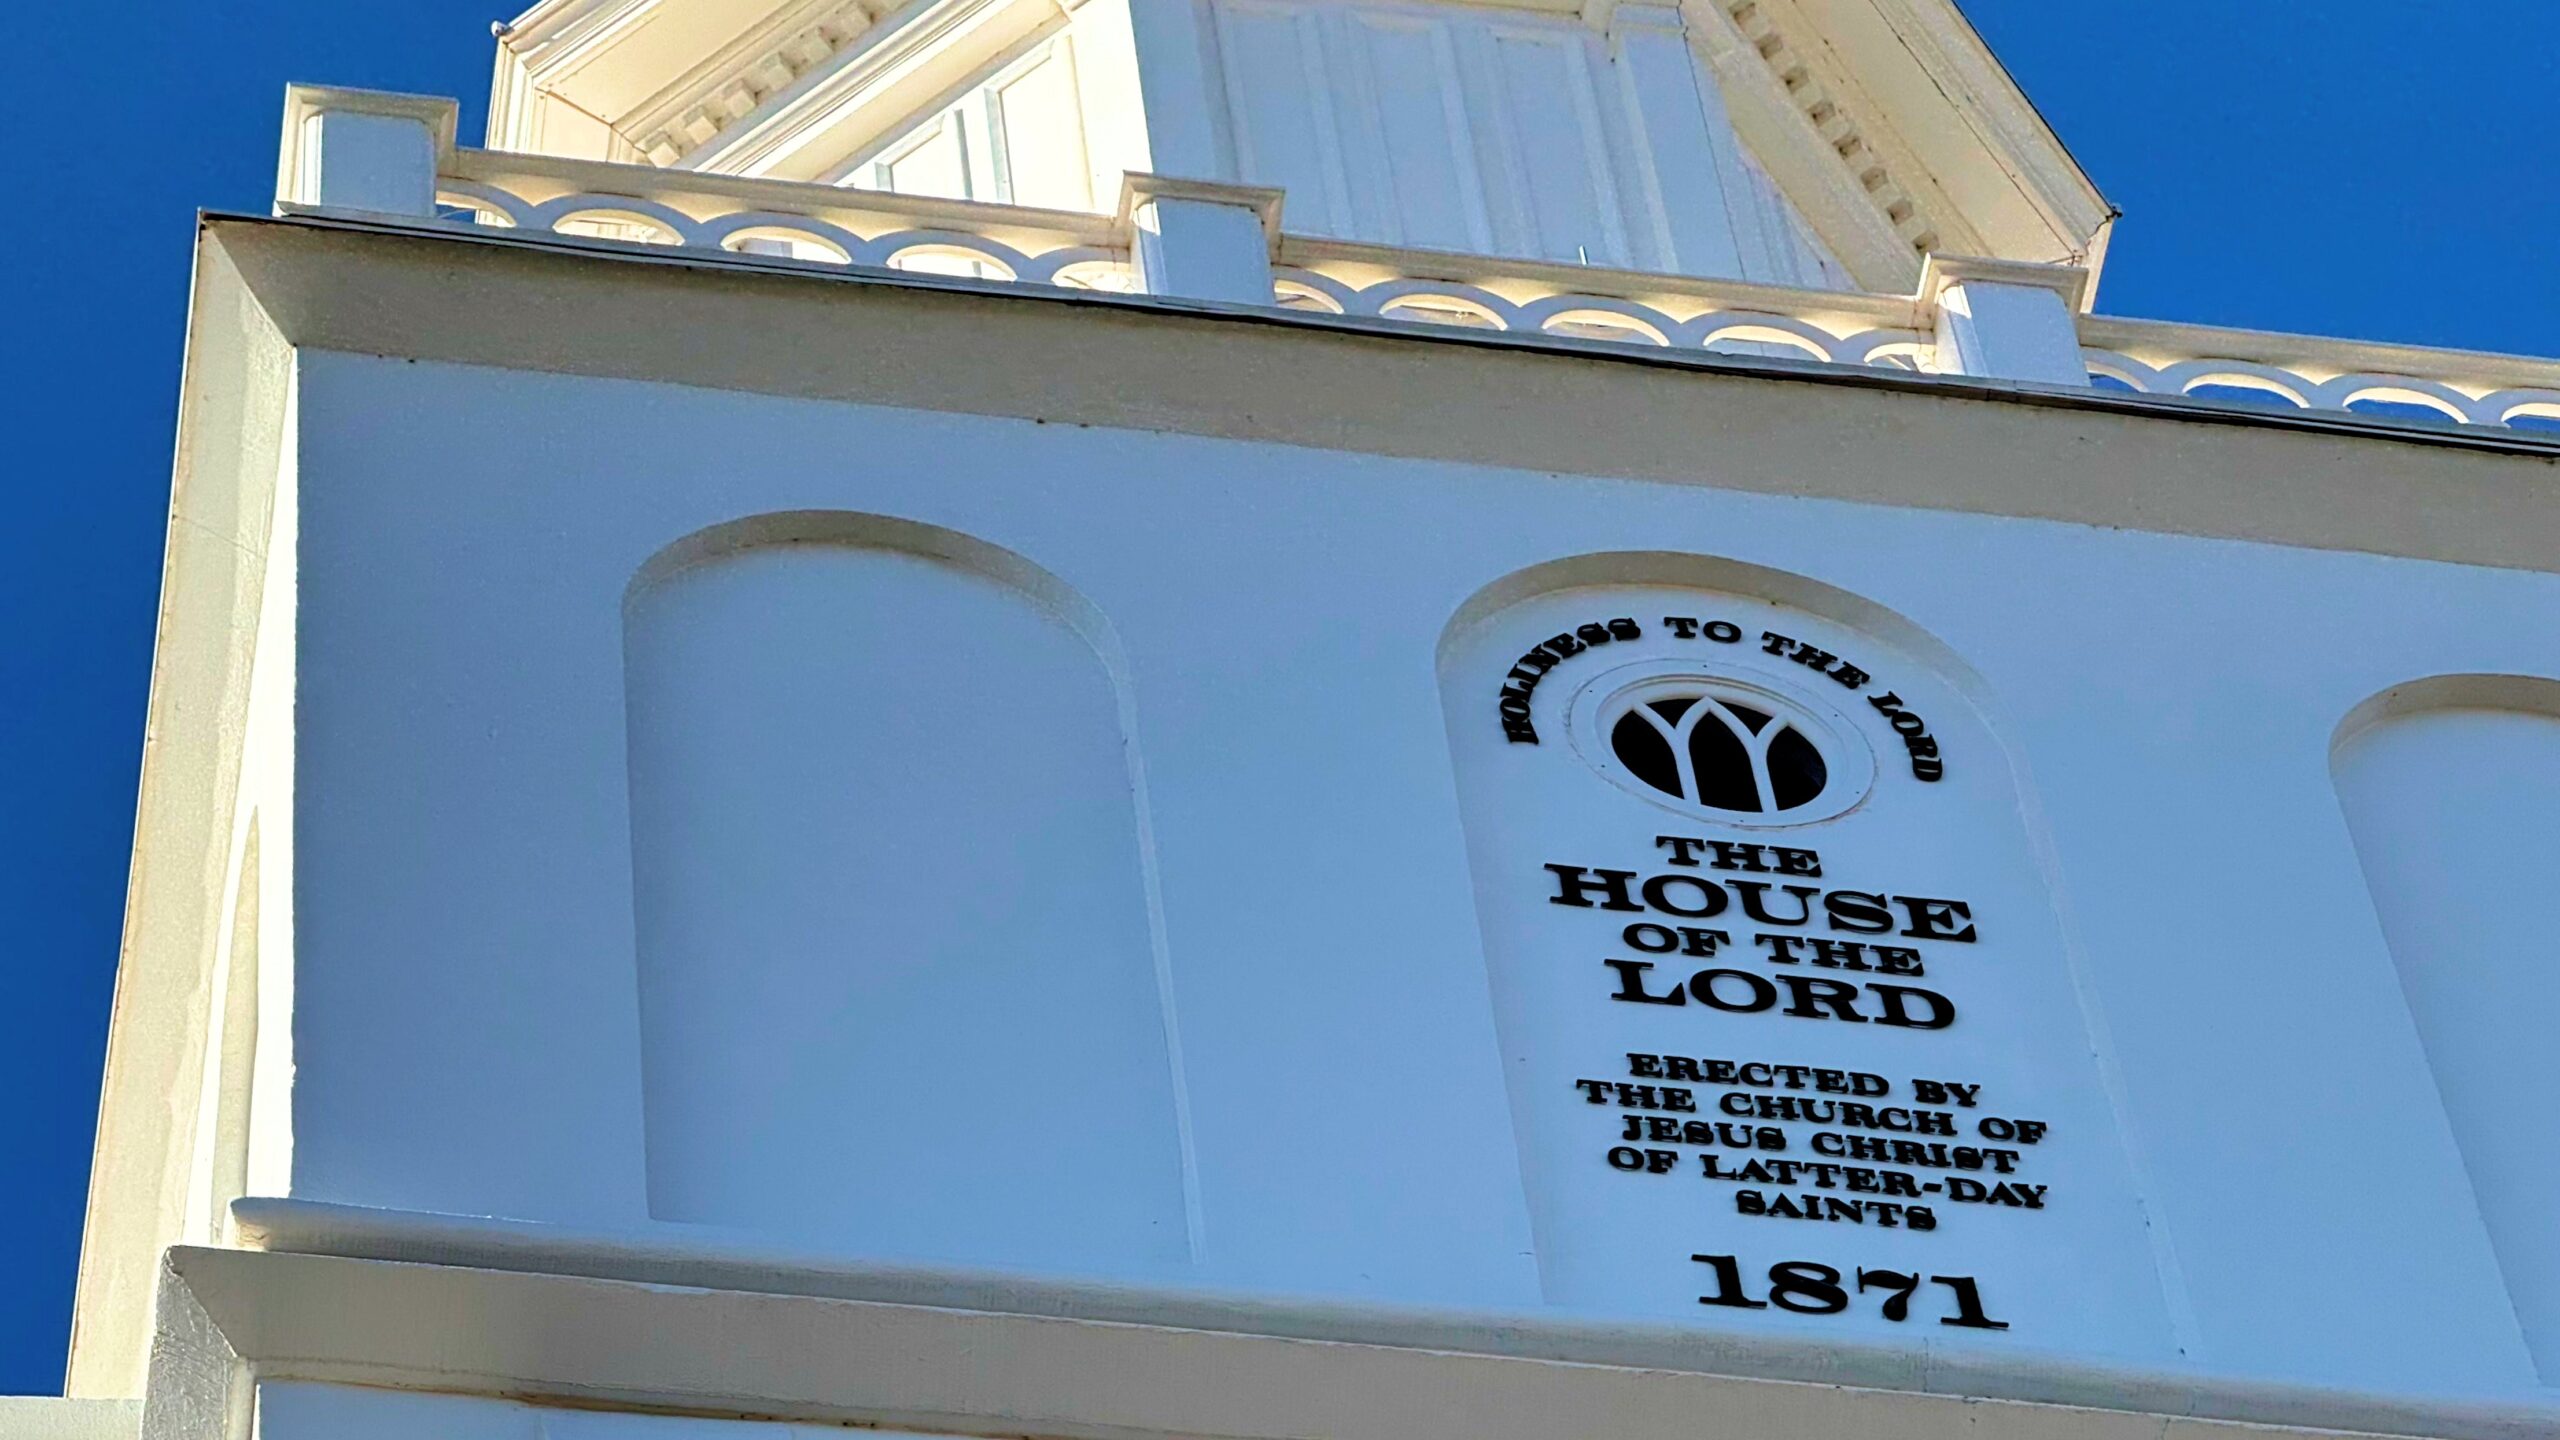 HOLINESS TO THE LORD
THE
HOUSE
OF THE
LORD
ERECTED BY
THE CHURCH OF
JESUS CHRIST
OF LATTER-DAY
SAINTS
1871